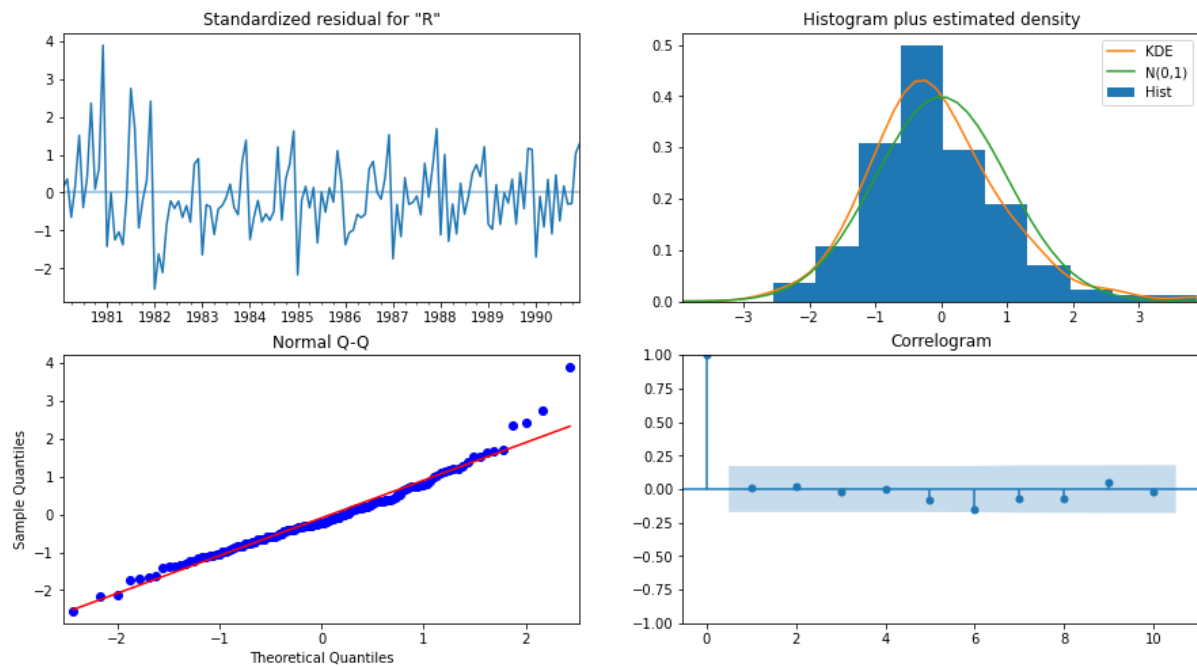 Standardized residual for "R"
4
3
2
1
0
−1
−2
1981 1982 1983 1984 1985 1986 1987 1988 1989 1990
Histogram plus estimated density
0.5
0.4
0.3
0.2
0.1
0.0
KDE
N(0,1)
Hist
−3 −2 −1 0 1 2 3
Normal Q-Q
Sample Quantiles
4
3
2
1
0
−1
−2
−2 −1 0 1 2
Theoretical Quantiles
Correlogram
1.00
0.75
0.50
0.25
0.00
−0.25
−0.50
−0.75
−1.00
0 2 4 6 8 10